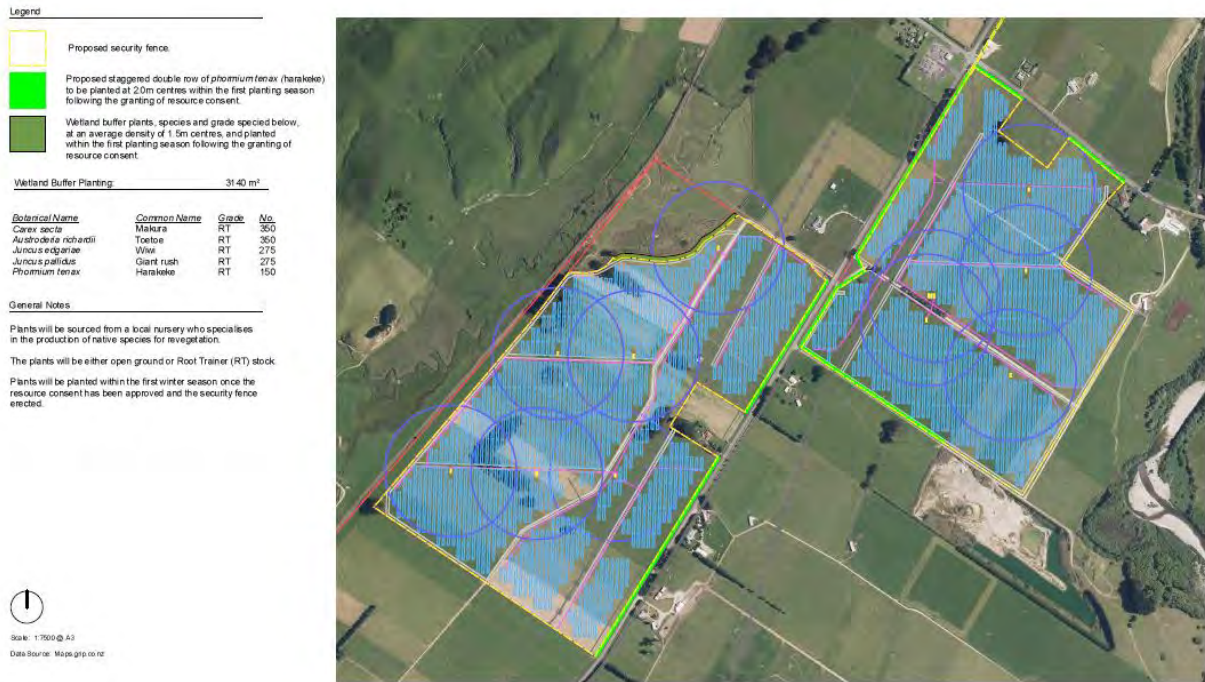 Legend
Proposed security fence.
Proposed staggered double row of phormium tenax (harakeke)
to be planted at 2.0m centres within the first planting season
following the granting of resource consent.
Wetland buffer plants, species and grade specied below,
at an average density of 1.5m centres, and planted
within the first planting season following the granting of
resource consent
Wetland Buffer Planting: 3140 m²
Botanical Name Common Name Grade No.
Carex secta Makura RT 350
Austroderia richardii Toetoe RT 350
Juncus edgariae Wiwi RT 275
Juncus pallidus Giant rush RT 275
Phormium tenax Harakeke RT 150
General Notes
Plants will be sourced from a local nursery who specialises
in the production of native species for revegetation.
The plants will be either open ground or Root Trainer (RT) stock
Plants will be planted within the first winter season once the
resource consent has been approved and the security fence
erected.
Scale: 1:7500 @ A3
Data Source: Maps.grip.co.nz